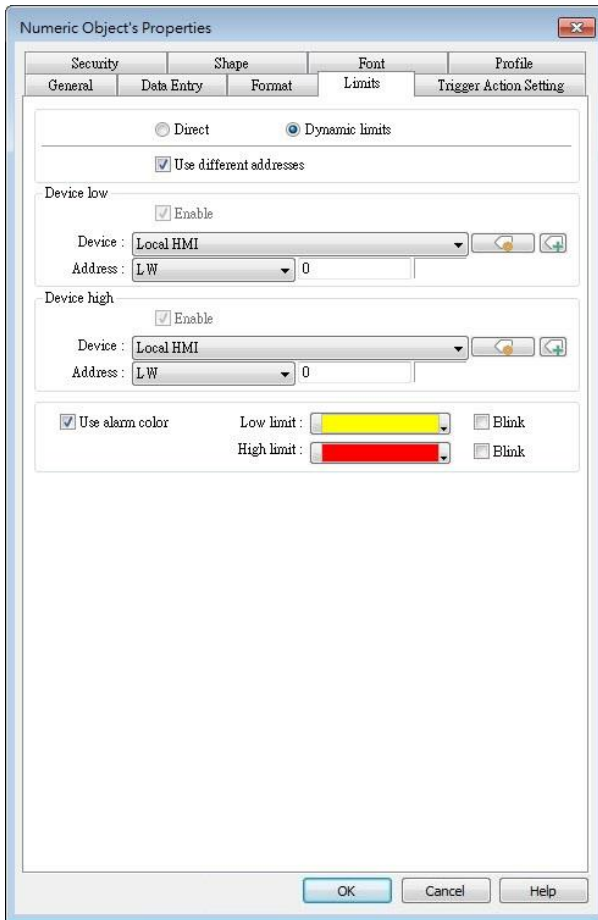 Numeric Object's Properties
Security Shape Font Profile
General Data Entry Format Limits Trigger Action Setting
Direct Dynamic limits
Use different addresses
Device low
Enable
Device : Local HMI
Address : LW 0
Device high
Enable
Device : Local HMI
Address : LW 0
Use alarm color Low limit : Blink
High limit : Blink
OK Cancel Help